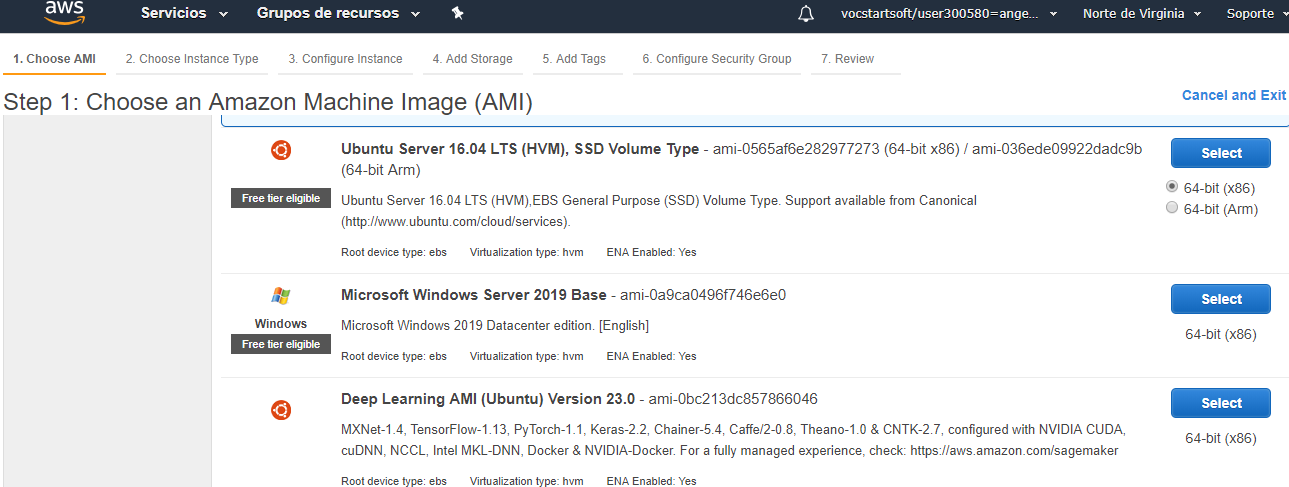 aws Servicios Grupos de recursos vocstartsoft/user300580=ange... Norte de Virginia Soporte
1. Choose AMI 2. Choose Instance Type 3. Configure Instance 4. Add Storage 5. Add Tags 6. Configure Security Group 7. Review
Step 1: Choose an Amazon Machine Image (AMI) Cancel and Exit
Ubuntu Server 16.04 LTS (HVM), SSD Volume Type - ami-0565af6e282977273 (64-bit x86) / ami-036ede09922dadc9b
(64-bit Arm)
Select
64-bit (x86)
64-bit (Arm)
Free tier eligible
Ubuntu Server 16.04 LTS (HVM),EBS General Purpose (SSD) Volume Type. Support available from Canonical
(http://www.ubuntu.com/cloud/services).
Root device type: ebs Virtualization type: hvm ENA Enabled: Yes
Microsoft Windows Server 2019 Base - ami-0a9ca0496f746e6e0
Select
64-bit (x86)
Windows
Free tier eligible
Microsoft Windows 2019 Datacenter edition. [English]
Root device type: ebs Virtualization type: hvm ENA Enabled: Yes
Deep Learning AMI (Ubuntu) Version 23.0 - ami-0bc213dc857866046
Select
64-bit (x86)
MXNet-1.4, TensorFlow-1.13, PyTorch-1.1, Keras-2.2, Chainer-5.4, Caffe/2-0.8, Theano-1.0 & CNTK-2.7, configured with NVIDIA CUDA,
cuDNN, NCCL, Intel MKL-DNN, Docker & NVIDIA-Docker. For a fully managed experience, check: https://aws.amazon.com/sagemaker
Root device type: ebs Virtualization type: hvm ENA Enabled: Yes